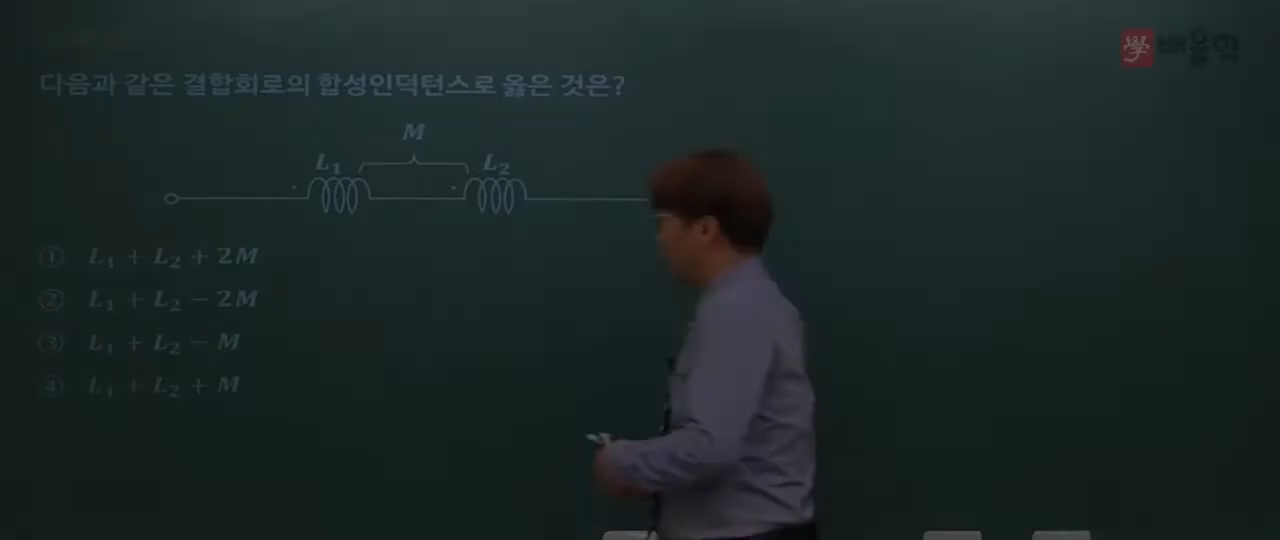 學 배움학
다음과 같은 결합회로의 합성인덕턴스로 옳은 것은?
M
L₁ L₂
① L₁ + L₂ + 2M
② L₁ + L₂ − 2M
③ L₁ + L₂ − M
④ L₁ + L₂ + M